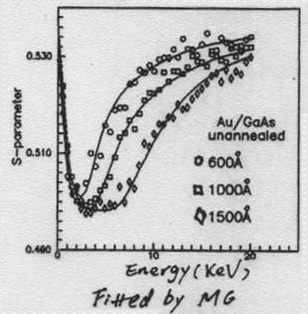 0.530
S-parameter
Au/GaAs
unannealed
600Å
0.510
1000Å
1500Å
0.490
0
10
20
Energy (KeV)
Fitted by MG